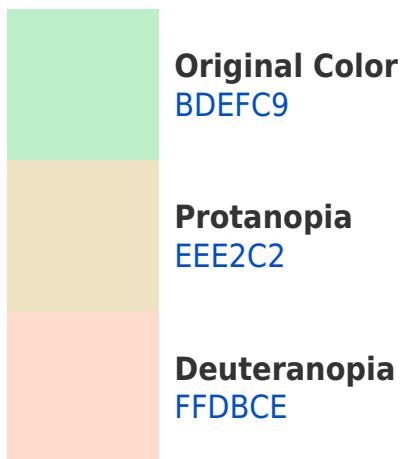 Original Color
BDEFC9
Protanopia
EEE2C2
Deuteranopia
FFDBCE